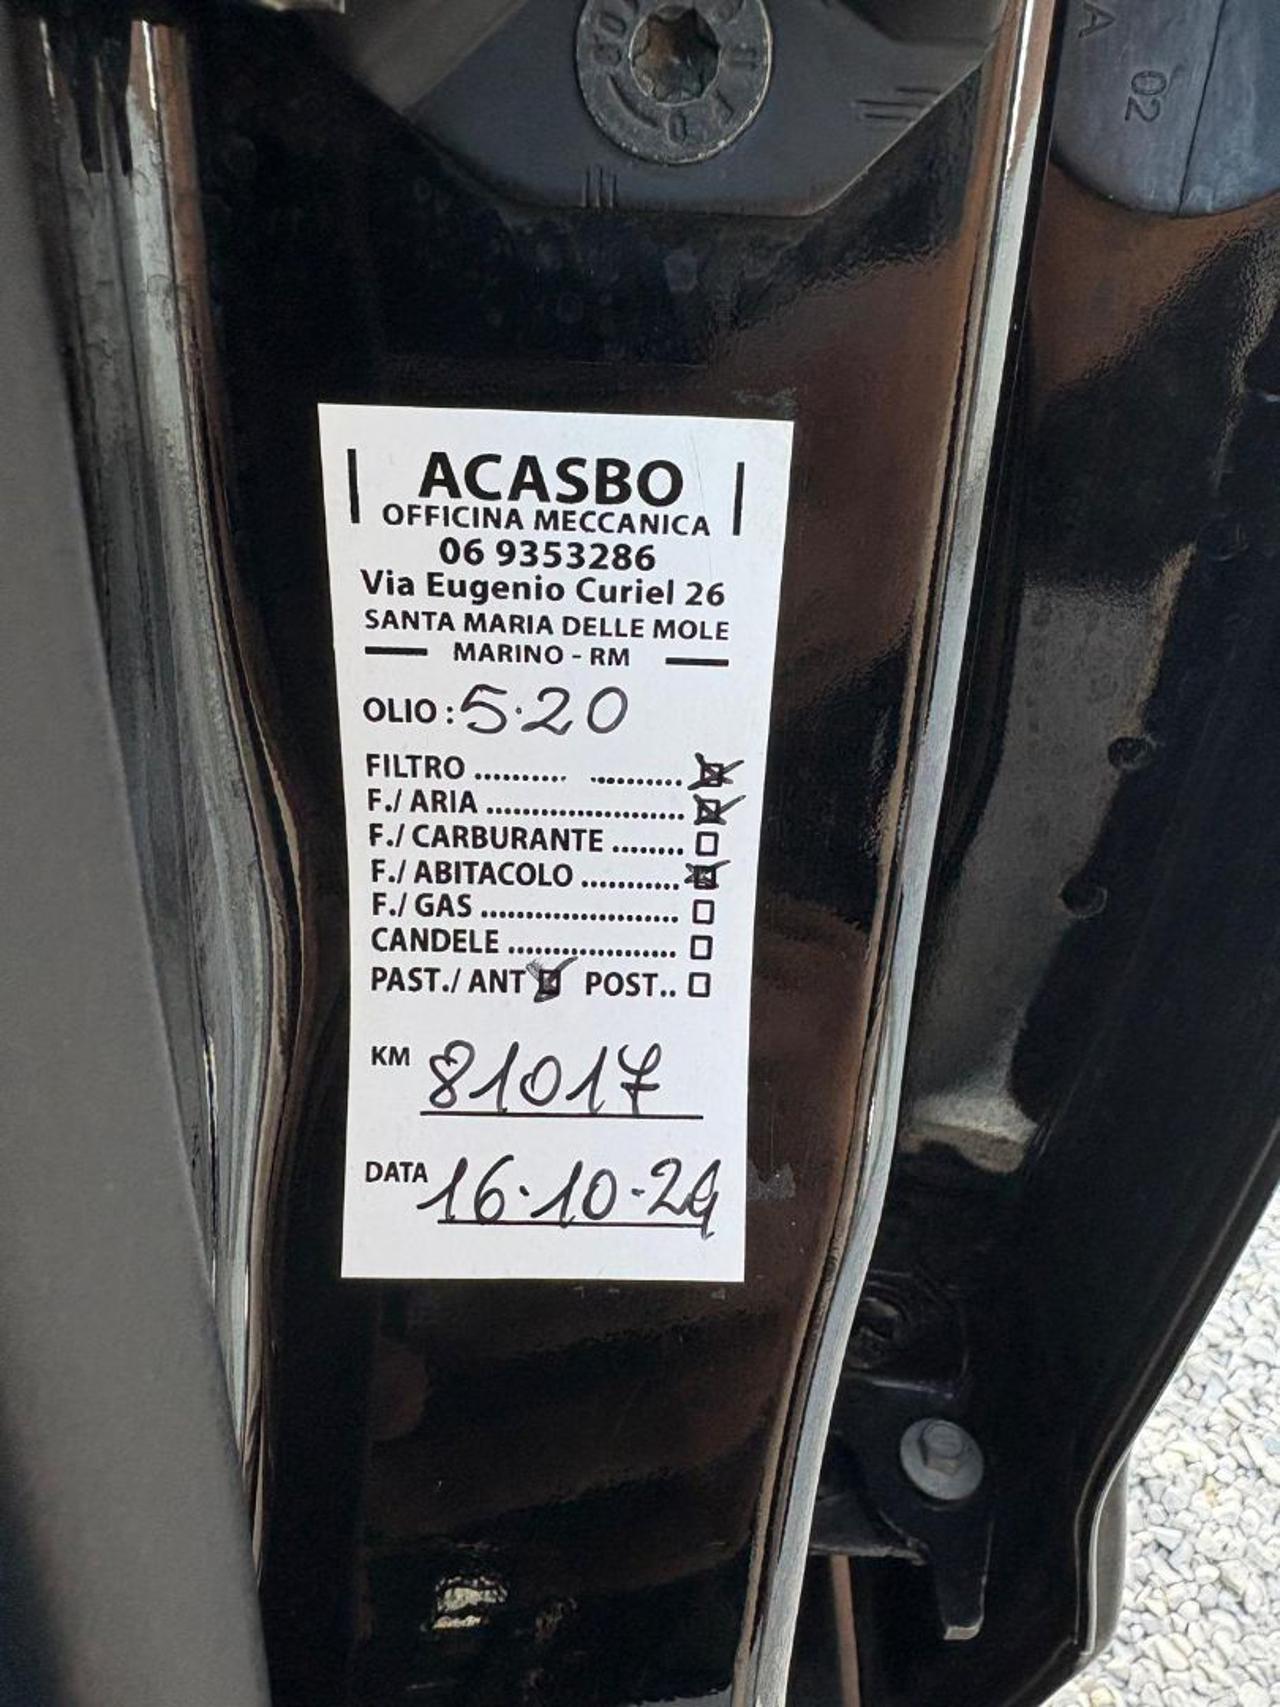 A 02
ACASBO
OFFICINA MECCANICA
06 9353286
Via Eugenio Curiel 26
SANTA MARIA DELLE MOLE
MARINO - RM
OLIO : 5.20
FILTRO .......... ..........
F./ ARIA ......................
F./ CARBURANTE ........
F./ ABITACOLO ...........
F./ GAS ......................
CANDELE ...................
PAST./ ANT POST..
KM 81017
DATA 16.10.24